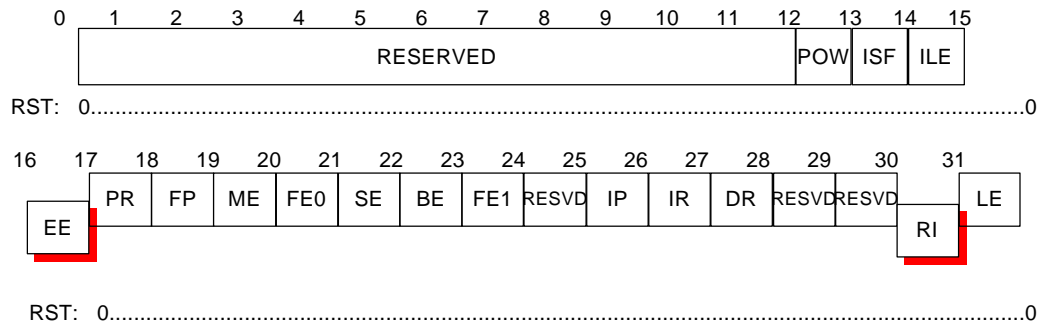 0 1 2 3 4 5 6 7 8 9 10 11 12 13 14 15
RESERVED POW ISF ILE
RST: 0...............................................................................................................................................................0
16 17 18 19 20 21 22 23 24 25 26 27 28 29 30 31
EE PR FP ME FE0 SE BE FE1 RESVD IP IR DR RESVD RESVD RI LE
RST: 0...............................................................................................................................................................0